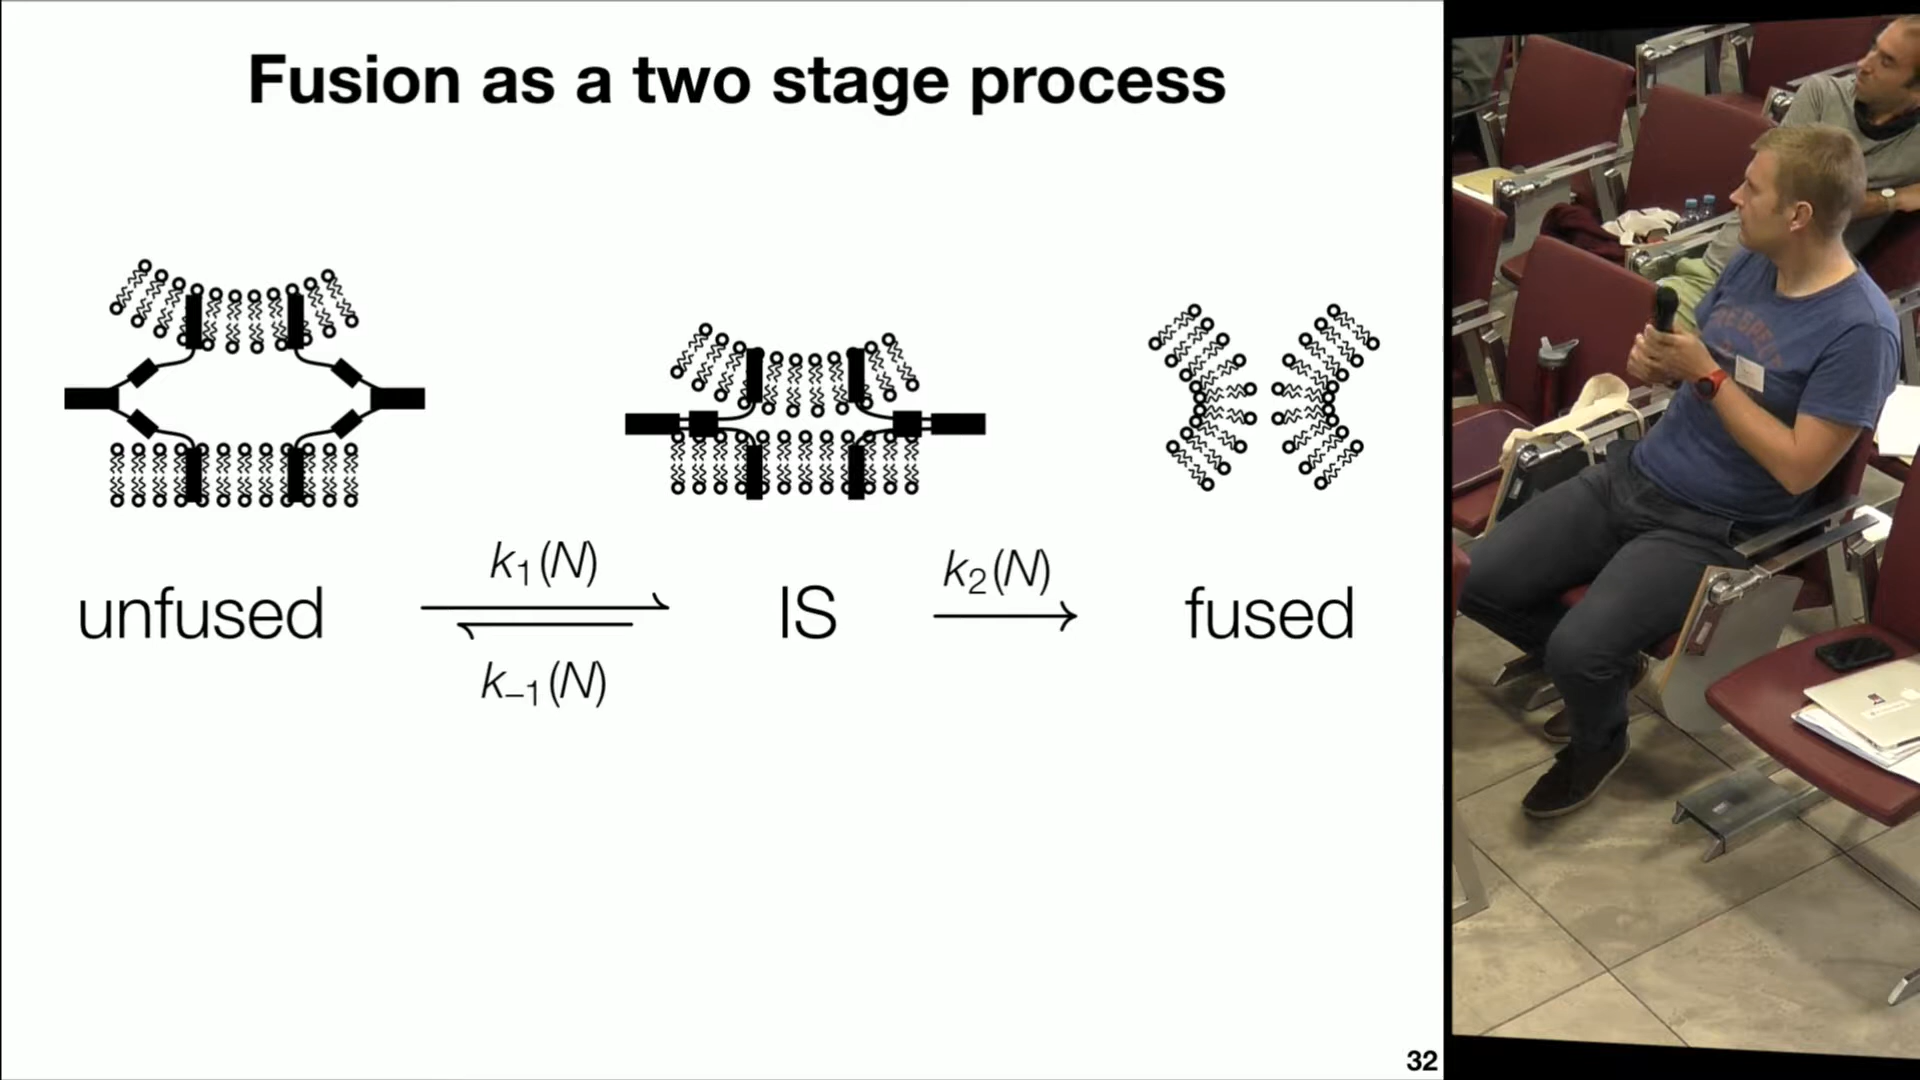 Fusion as a two stage process
k₁(N)
k₂(N)
unfused
IS
fused
k₋₁(N)
32